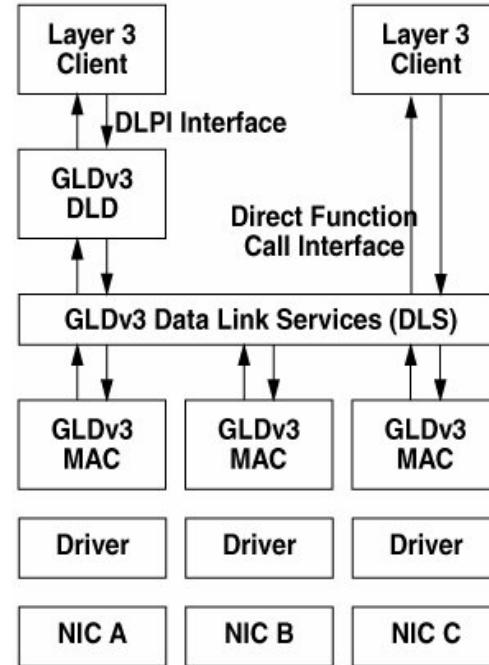 Layer 3
Client
Layer 3
Client
DLPI Interface
GLDv3
DLD
Direct Function
Call Interface
GLDv3 Data Link Services (DLS)
GLDv3
MAC
GLDv3
MAC
GLDv3
MAC
Driver
Driver
Driver
NIC A
NIC B
NIC C